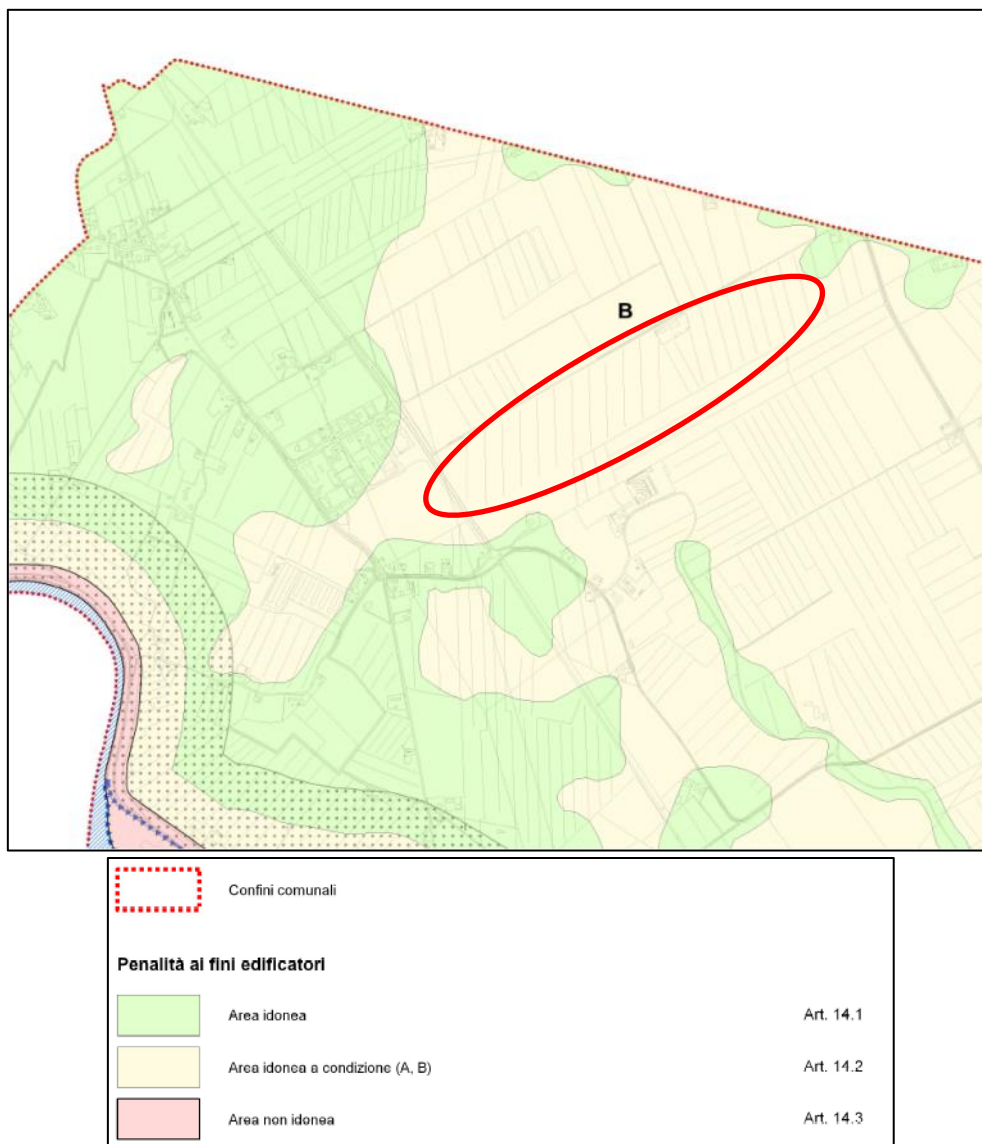 B
Confini comunali
Penalità ai fini edificatori
Area idonea Art. 14.1
Area idonea a condizione (A, B) Art. 14.2
Area non idonea Art. 14.3